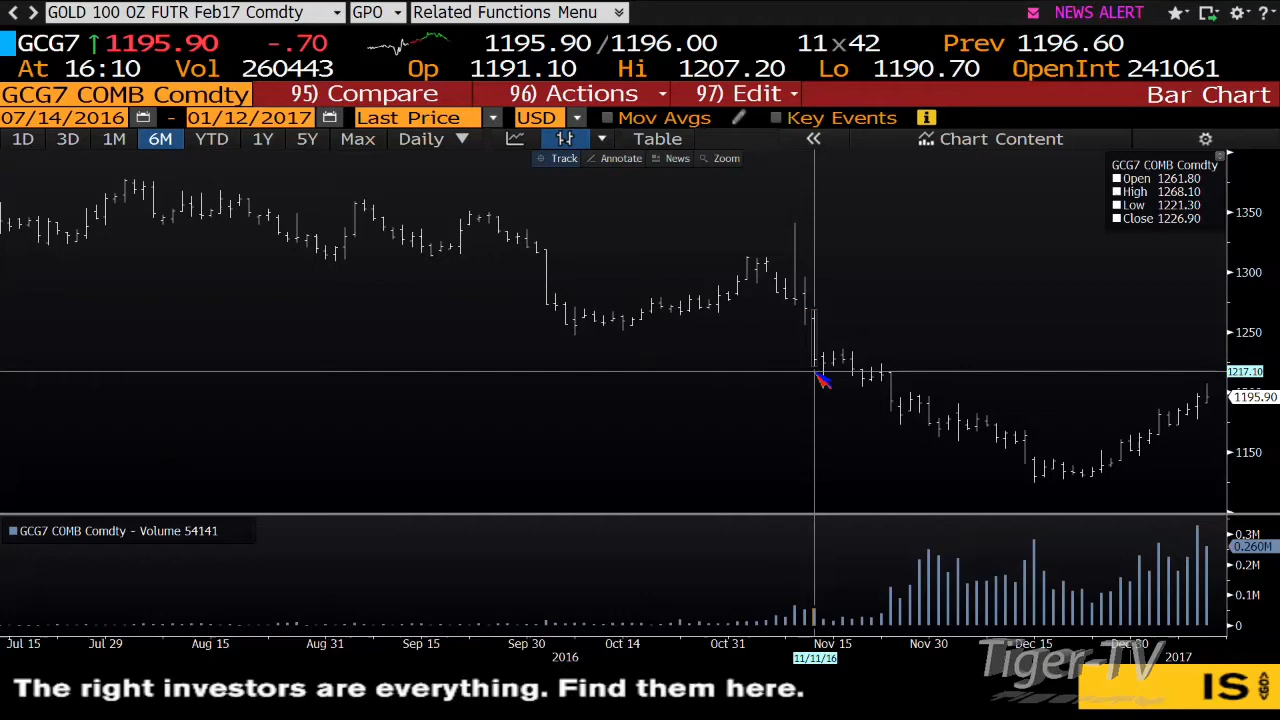 GOLD 100 OZ FUTR Feb17 Comdty GPO Related Functions Menu NEWS ALERT
GCG7 ↑1195.90 -.70 1195.90/1196.00 11x42 Prev 1196.60
At 16:10 Vol 260443 Op 1191.10 Hi 1207.20 Lo 1190.70 OpenInt 241061
GCG7 COMB Comdty 95) Compare 96) Actions 97) Edit Bar Chart
07/14/2016 - 01/12/2017 Last Price USD Mov Avgs Key Events
1D 3D 1M 6M YTD 1Y 5Y Max Daily Table Chart Content
Track Annotate News Zoom
GCG7 COMB Comdty
Open 1261.80
High 1268.10
Low 1221.30
Close 1226.90
1350
1300
1250
1217.10
1195.90
1150
GCG7 COMB Comdty - Volume 54141
0.3M
0.260M
0.2M
0.1M
0
Jul 15 Jul 29 Aug 15 Aug 31 Sep 15 Sep 30 Oct 14 Oct 31 Nov 15 Nov 30 Dec 15 Dec 30
2016 11/11/16 2017
Tiger-TV
The right investors are everything. Find them here.
IS